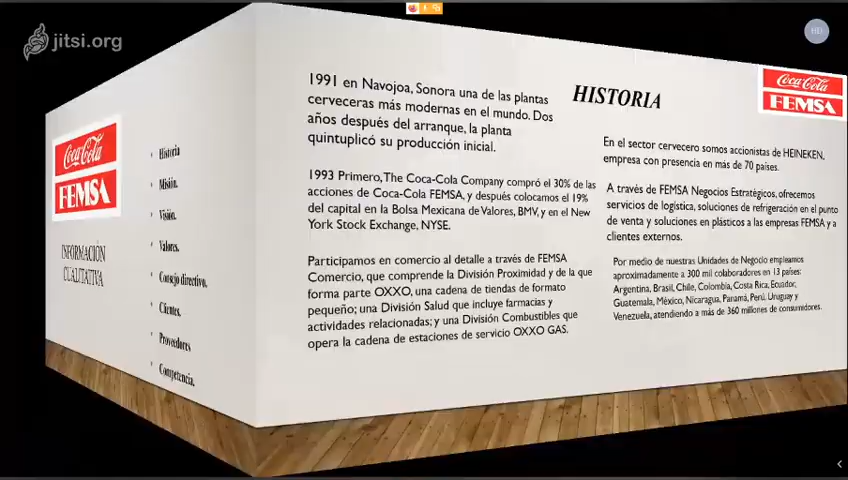 jitsi.org
HD
Coca-Cola
FEMSA
INFORMACIÓN
CUALITATIVA
• Historia
• Misión.
• Visión.
• Valores.
• Consejo directivo.
• Clientes.
• Proveedores
• Competencia.
1991 en Navojoa, Sonora una de las plantas
cerveceras más modernas en el mundo. Dos
años después del arranque, la planta
quintuplicó su producción inicial.
1993 Primero, The Coca-Cola Company compró el 30% de las
acciones de Coca-Cola FEMSA, y después colocamos el 19%
del capital en la Bolsa Mexicana de Valores, BMV, y en el New
York Stock Exchange, NYSE.
Participamos en comercio al detalle a través de FEMSA
Comercio, que comprende la División Proximidad y de la que
forma parte OXXO, una cadena de tiendas de formato
pequeño; una División Salud que incluye farmacias y
actividades relacionadas; y una División Combustibles que
opera la cadena de estaciones de servicio OXXO GAS.
HISTORIA
Coca-Cola
FEMSA
En el sector cervecero somos accionistas de HEINEKEN,
empresa con presencia en más de 70 países.
A través de FEMSA Negocios Estratégicos, ofrecemos
servicios de logística, soluciones de refrigeración en el punto
de venta y soluciones en plásticos a las empresas FEMSA y a
clientes externos.
Por medio de nuestras Unidades de Negocio empleamos
aproximadamente a 300 mil colaboradores en 13 países:
Argentina, Brasil, Chile, Colombia, Costa Rica, Ecuador,
Guatemala, México, Nicaragua, Panamá, Perú, Uruguay y
Venezuela, atendiendo a más de 360 millones de consumidores.